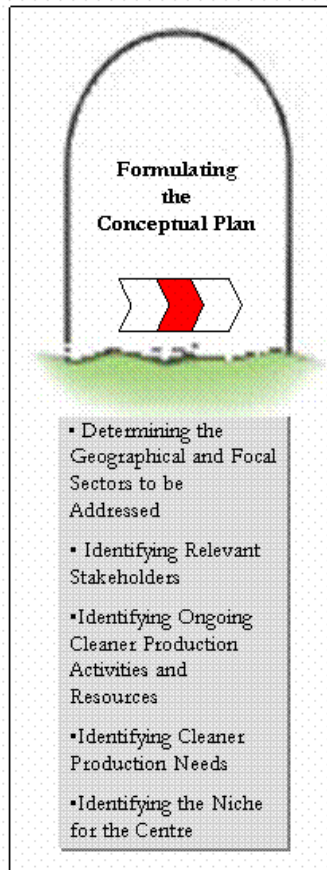 Formulating
the
Conceptual Plan
▪ Determining the
Geographical and Focal
Sectors to be
Addressed
▪ Identifying Relevant
Stakeholders
▪Identifying Ongoing
Cleaner Production
Activities and
Resources
▪Identifying Cleaner
Production Needs
▪Identifying the Niche
for the Centre